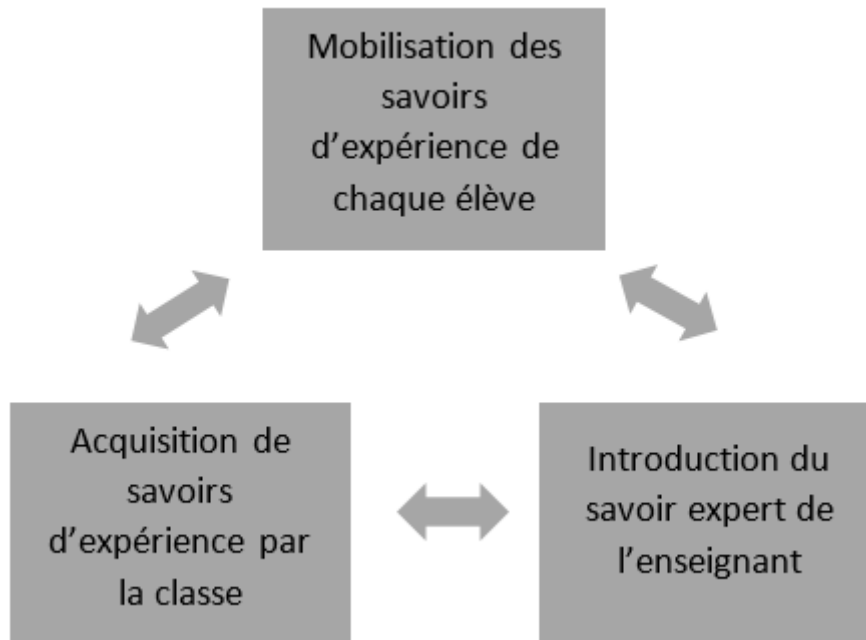 Mobilisation des
savoirs
d’expérience de
chaque élève
Acquisition de
savoirs
d’expérience par
la classe
Introduction du
savoir expert de
l’enseignant